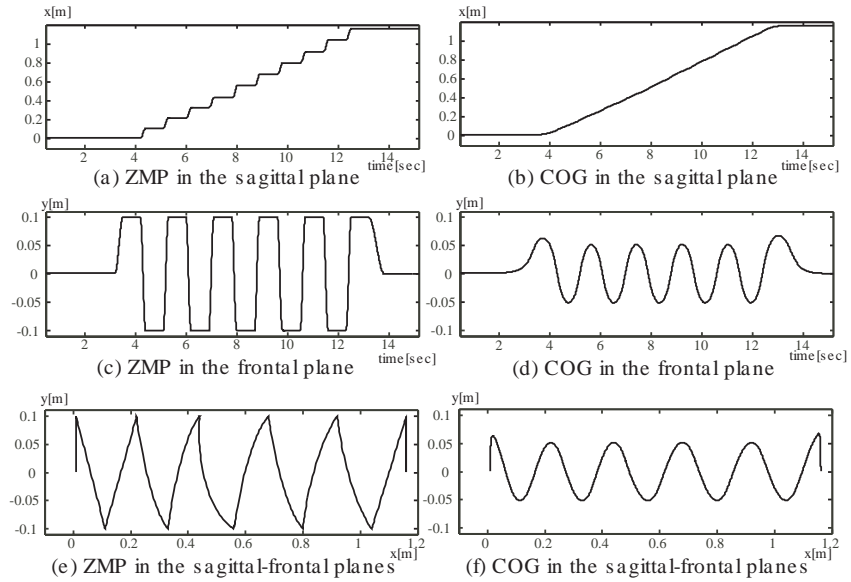 x[m]
1
0.8
0.6
0.4
0.2
0
2 4 6 8 10 12 14
time[sec]
(a) ZMP in the sagittal plane
x[m]
1
0.8
0.6
0.4
0.2
0
2 4 6 8 10 12 14
time[sec]
(b) COG in the sagittal plane
y[m]
0.1
0.05
0
-0.05
-0.1
2 4 6 8 10 12 14
time[sec]
(c) ZMP in the frontal plane
y[m]
0.1
0.05
0
-0.05
-0.1
2 4 6 8 10 12 14
time[sec]
(d) COG in the frontal plane
y[m]
0.1
0.05
0
-0.05
-0.1
0 0.2 0.4 0.6 0.8 1 1.2
x[m]
(e) ZMP in the sagittal-frontal planes
y[m]
0.1
0.05
0
-0.05
-0.1
0 0.2 0.4 0.6 0.8 1 1.2
x[m]
(f) COG in the sagittal-frontal planes